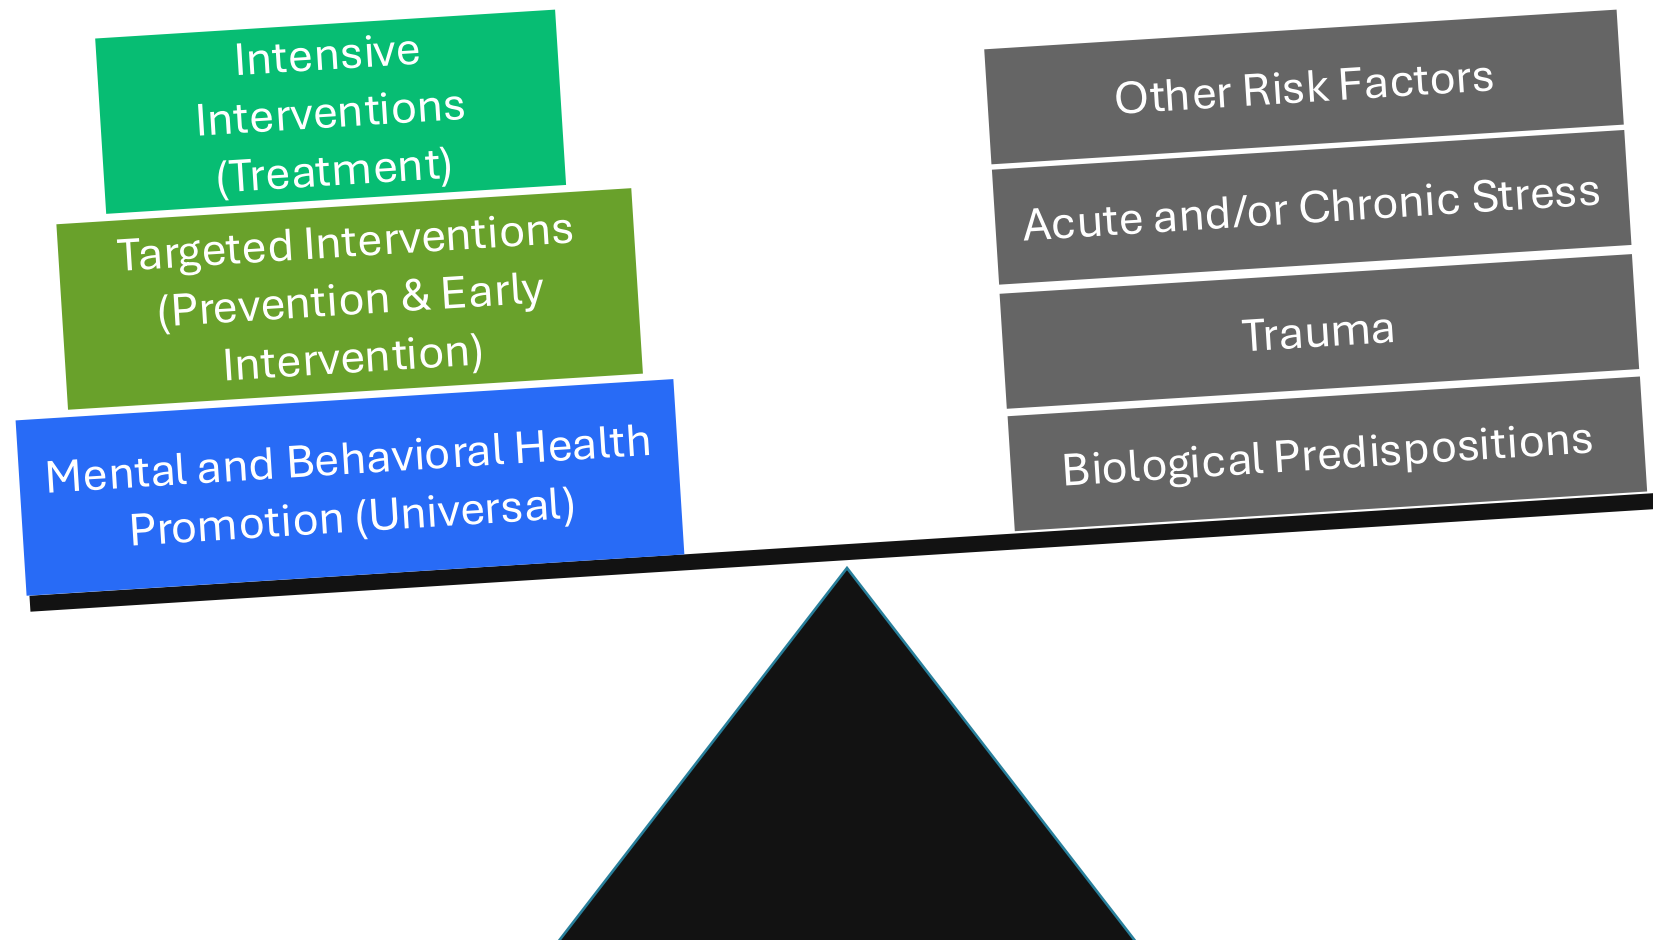 Intensive
Interventions
(Treatment)
Targeted Interventions
(Prevention & Early
Intervention)
Mental and Behavioral Health
Promotion (Universal)
Other Risk Factors
Acute and/or Chronic Stress
Trauma
Biological Predispositions